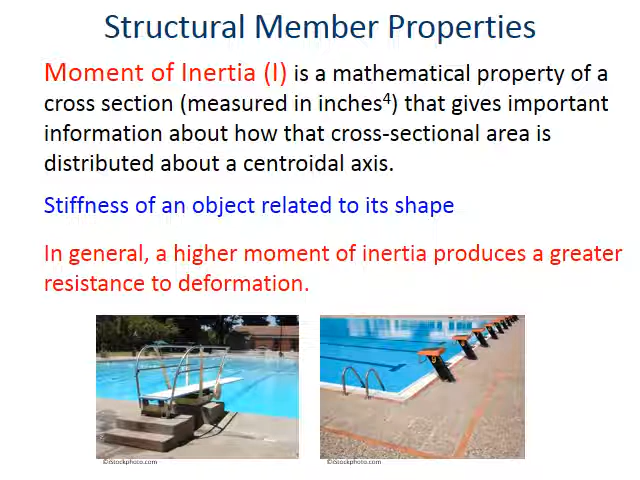 Structural Member Properties
Moment of Inertia (I) is a mathematical property of a
cross section (measured in inches⁴) that gives important
information about how that cross-sectional area is
distributed about a centroidal axis.
Stiffness of an object related to its shape
In general, a higher moment of inertia produces a greater
resistance to deformation.
©iStockphoto.com
©iStockphoto.com